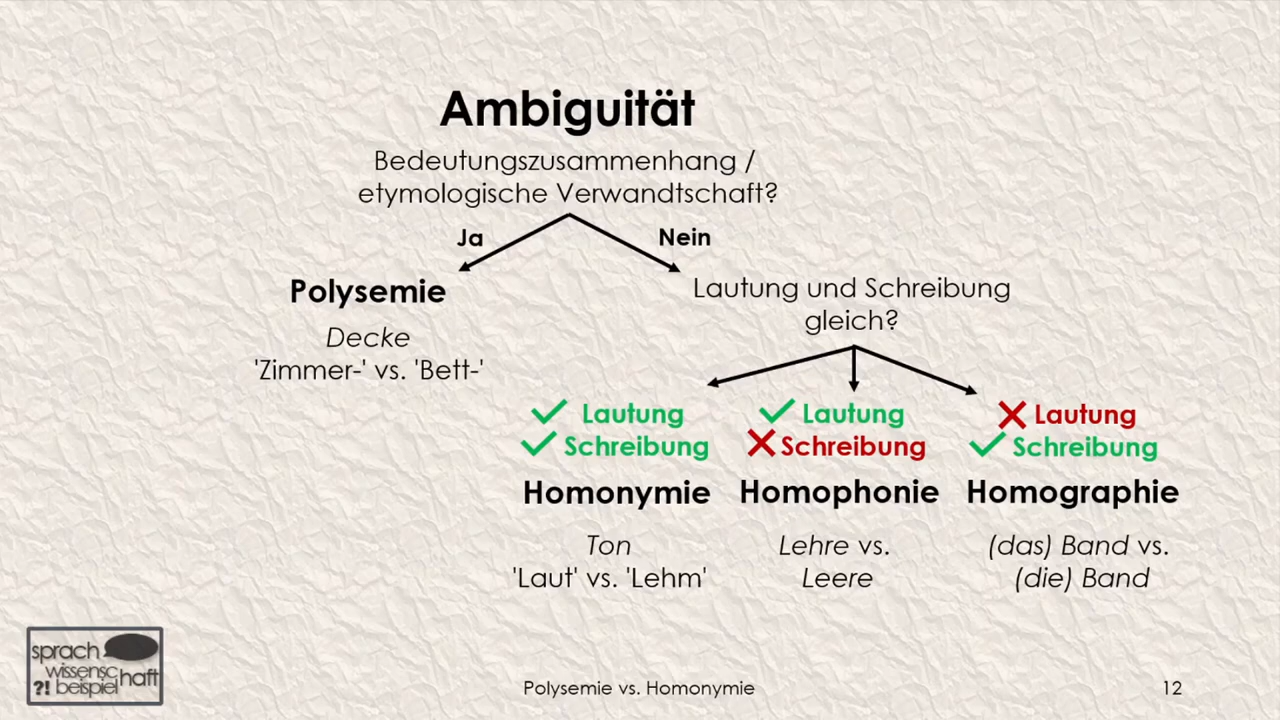 Ambiguität
Bedeutungszusammenhang /
etymologische Verwandtschaft?
Ja
Nein
Polysemie
Decke
'Zimmer-' vs. 'Bett-'
Lautung und Schreibung
gleich?
Lautung
Schreibung
Homonymie
Ton
'Laut' vs. 'Lehm'
Lautung
Schreibung
Homophonie
Lehre vs.
Leere
Lautung
Schreibung
Homographie
(das) Band vs.
(die) Band
sprach
wissensc
haft
?! beispiel
Polysemie vs. Homonymie
12